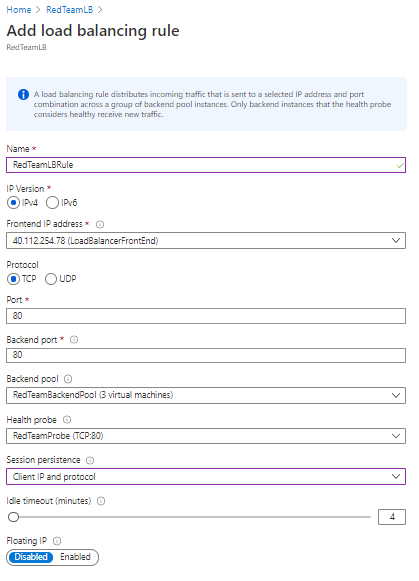 Home > RedTeamLB >
Add load balancing rule
RedTeamLB
A load balancing rule distributes incoming traffic that is sent to a selected IP address and port
combination across a group of backend pool instances. Only backend instances that the health probe
considers healthy receive new traffic.
Name *
RedTeamLBRule
IP Version *
IPv4 IPv6
Frontend IP address *
40.112.254.78 (LoadBalancerFrontEnd)
Protocol
TCP UDP
Port *
80
Backend port *
80
Backend pool
RedTeamBackendPool (3 virtual machines)
Health probe
RedTeamProbe (TCP:80)
Session persistence
Client IP and protocol
Idle timeout (minutes)
4
Floating IP
Disabled Enabled